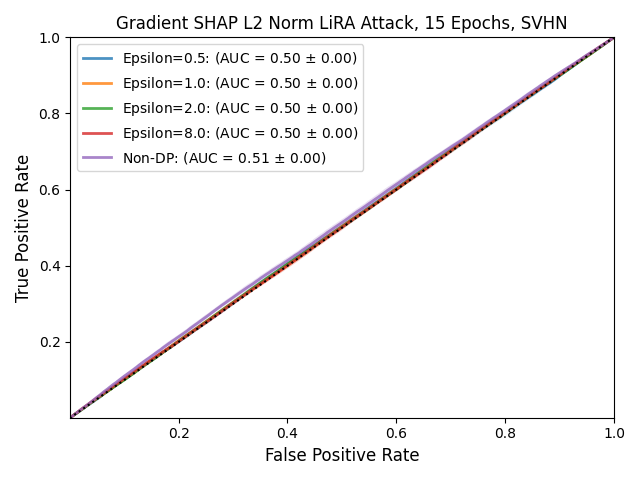 Gradient SHAP L2 Norm LiRA Attack, 15 Epochs, SVHN
1.0
Epsilon=0.5: (AUC = 0.50 ± 0.00)
Epsilon=1.0: (AUC = 0.50 ± 0.00)
Epsilon=2.0: (AUC = 0.50 ± 0.00)
Epsilon=8.0: (AUC = 0.50 ± 0.00)
Non-DP: (AUC = 0.51 ± 0.00)
0.8
0.6
0.4
0.2
True Positive Rate
0.2 0.4 0.6 0.8 1.0
False Positive Rate